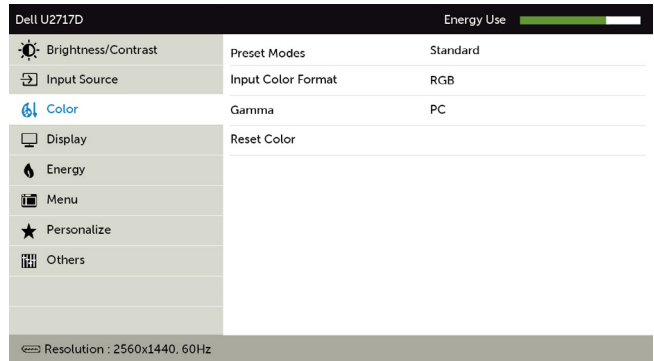 Dell U2717D Energy Use
Brightness/Contrast
Preset Modes Standard
Input Source
Input Color Format RGB
Color
Gamma PC
Display
Reset Color
Energy
Menu
Personalize
Others
Resolution : 2560x1440, 60Hz